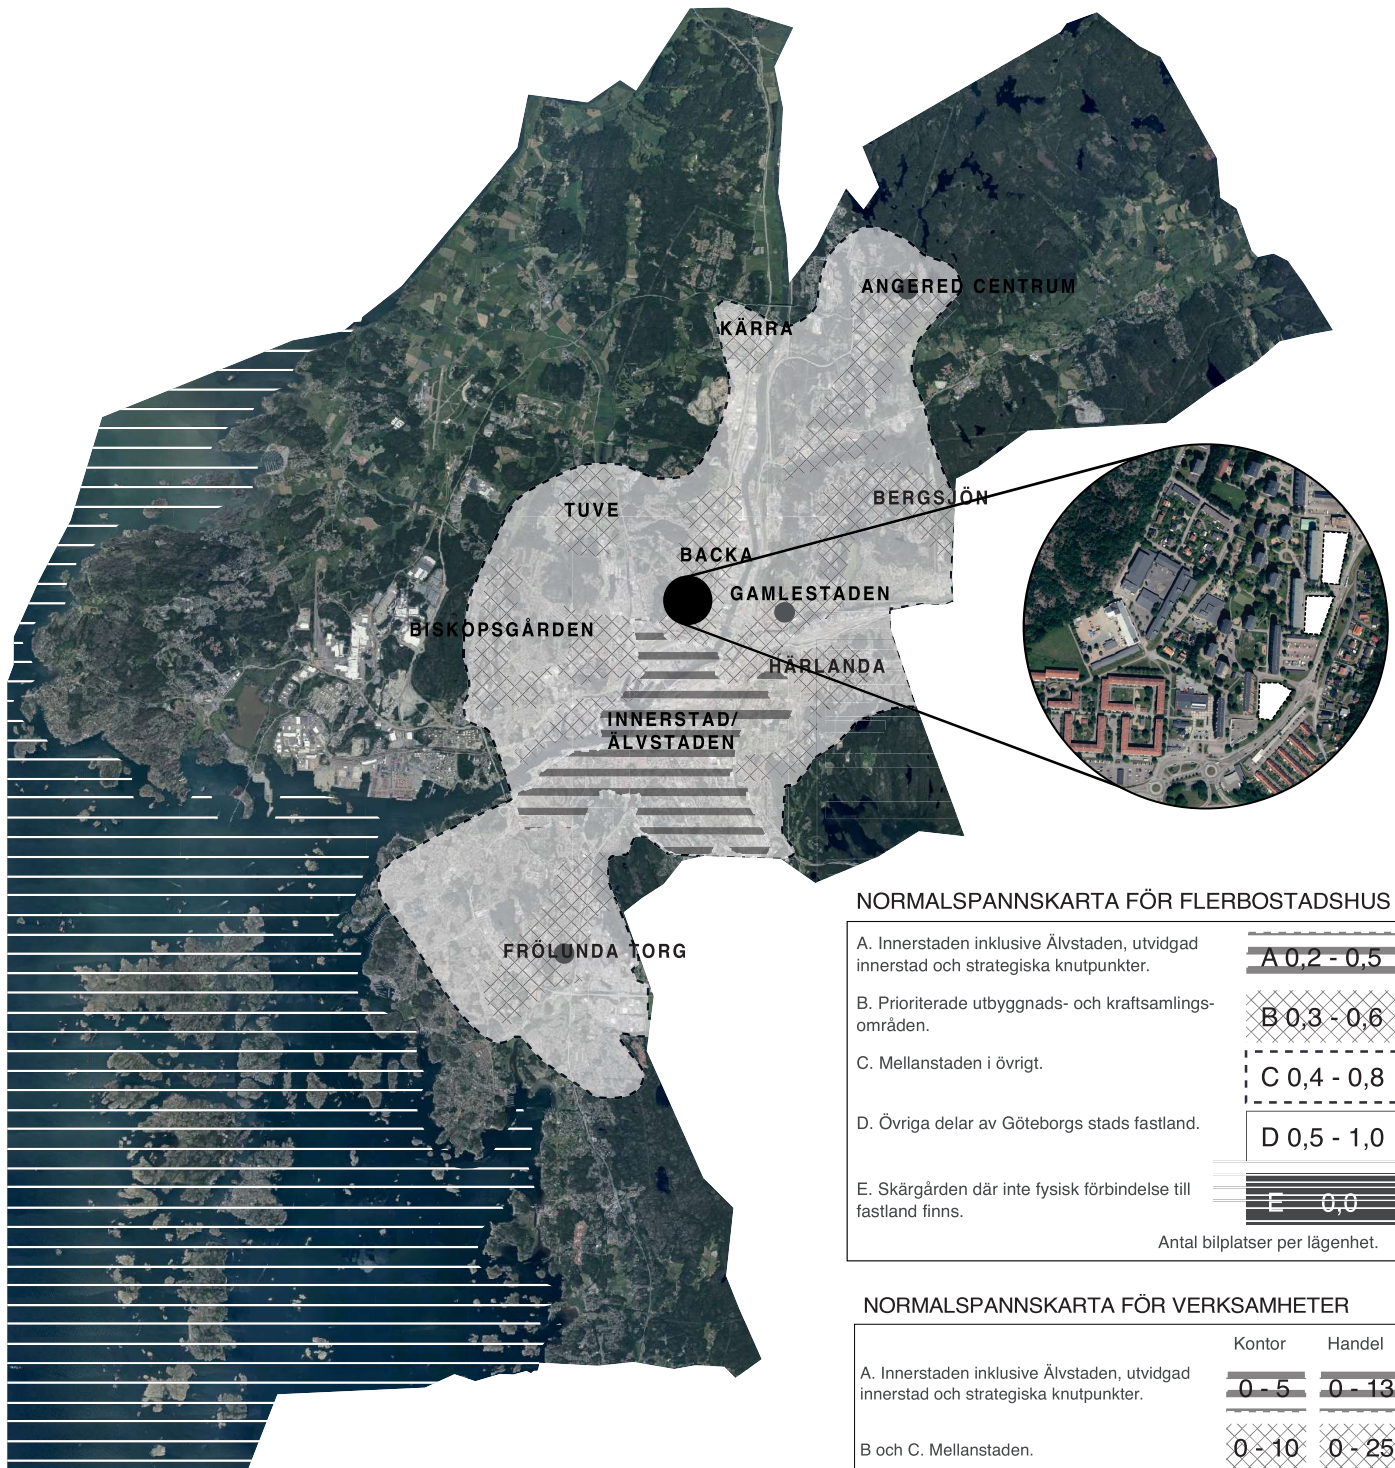 ANGERED CENTRUM
KÄRRA
BERGSJÖN
TUVE
BACKA
GAMLESTADEN
BISKOPSGÅRDEN
HÄRLANDA
INNERSTAD/
ÄLVSTADEN
FRÖLUNDA TORG
NORMALSPANNSKARTA FÖR FLERBOSTADSHUS
A. Innerstaden inklusive Älvstaden, utvidgad
innerstad och strategiska knutpunkter.
A 0,2 - 0,5
B. Prioriterade utbyggnads- och kraftsamlings-
områden.
B 0,3 - 0,6
C. Mellanstaden i övrigt.
C 0,4 - 0,8
D. Övriga delar av Göteborgs stads fastland.
D 0,5 - 1,0
E. Skärgården där inte fysisk förbindelse till
fastland finns.
E 0,0
Antal bilplatser per lägenhet.
NORMALSPANNSKARTA FÖR VERKSAMHETER
Kontor Handel
A. Innerstaden inklusive Älvstaden, utvidgad
innerstad och strategiska knutpunkter.
0 - 5 0 - 13
B och C. Mellanstaden.
0 - 10 0 - 25